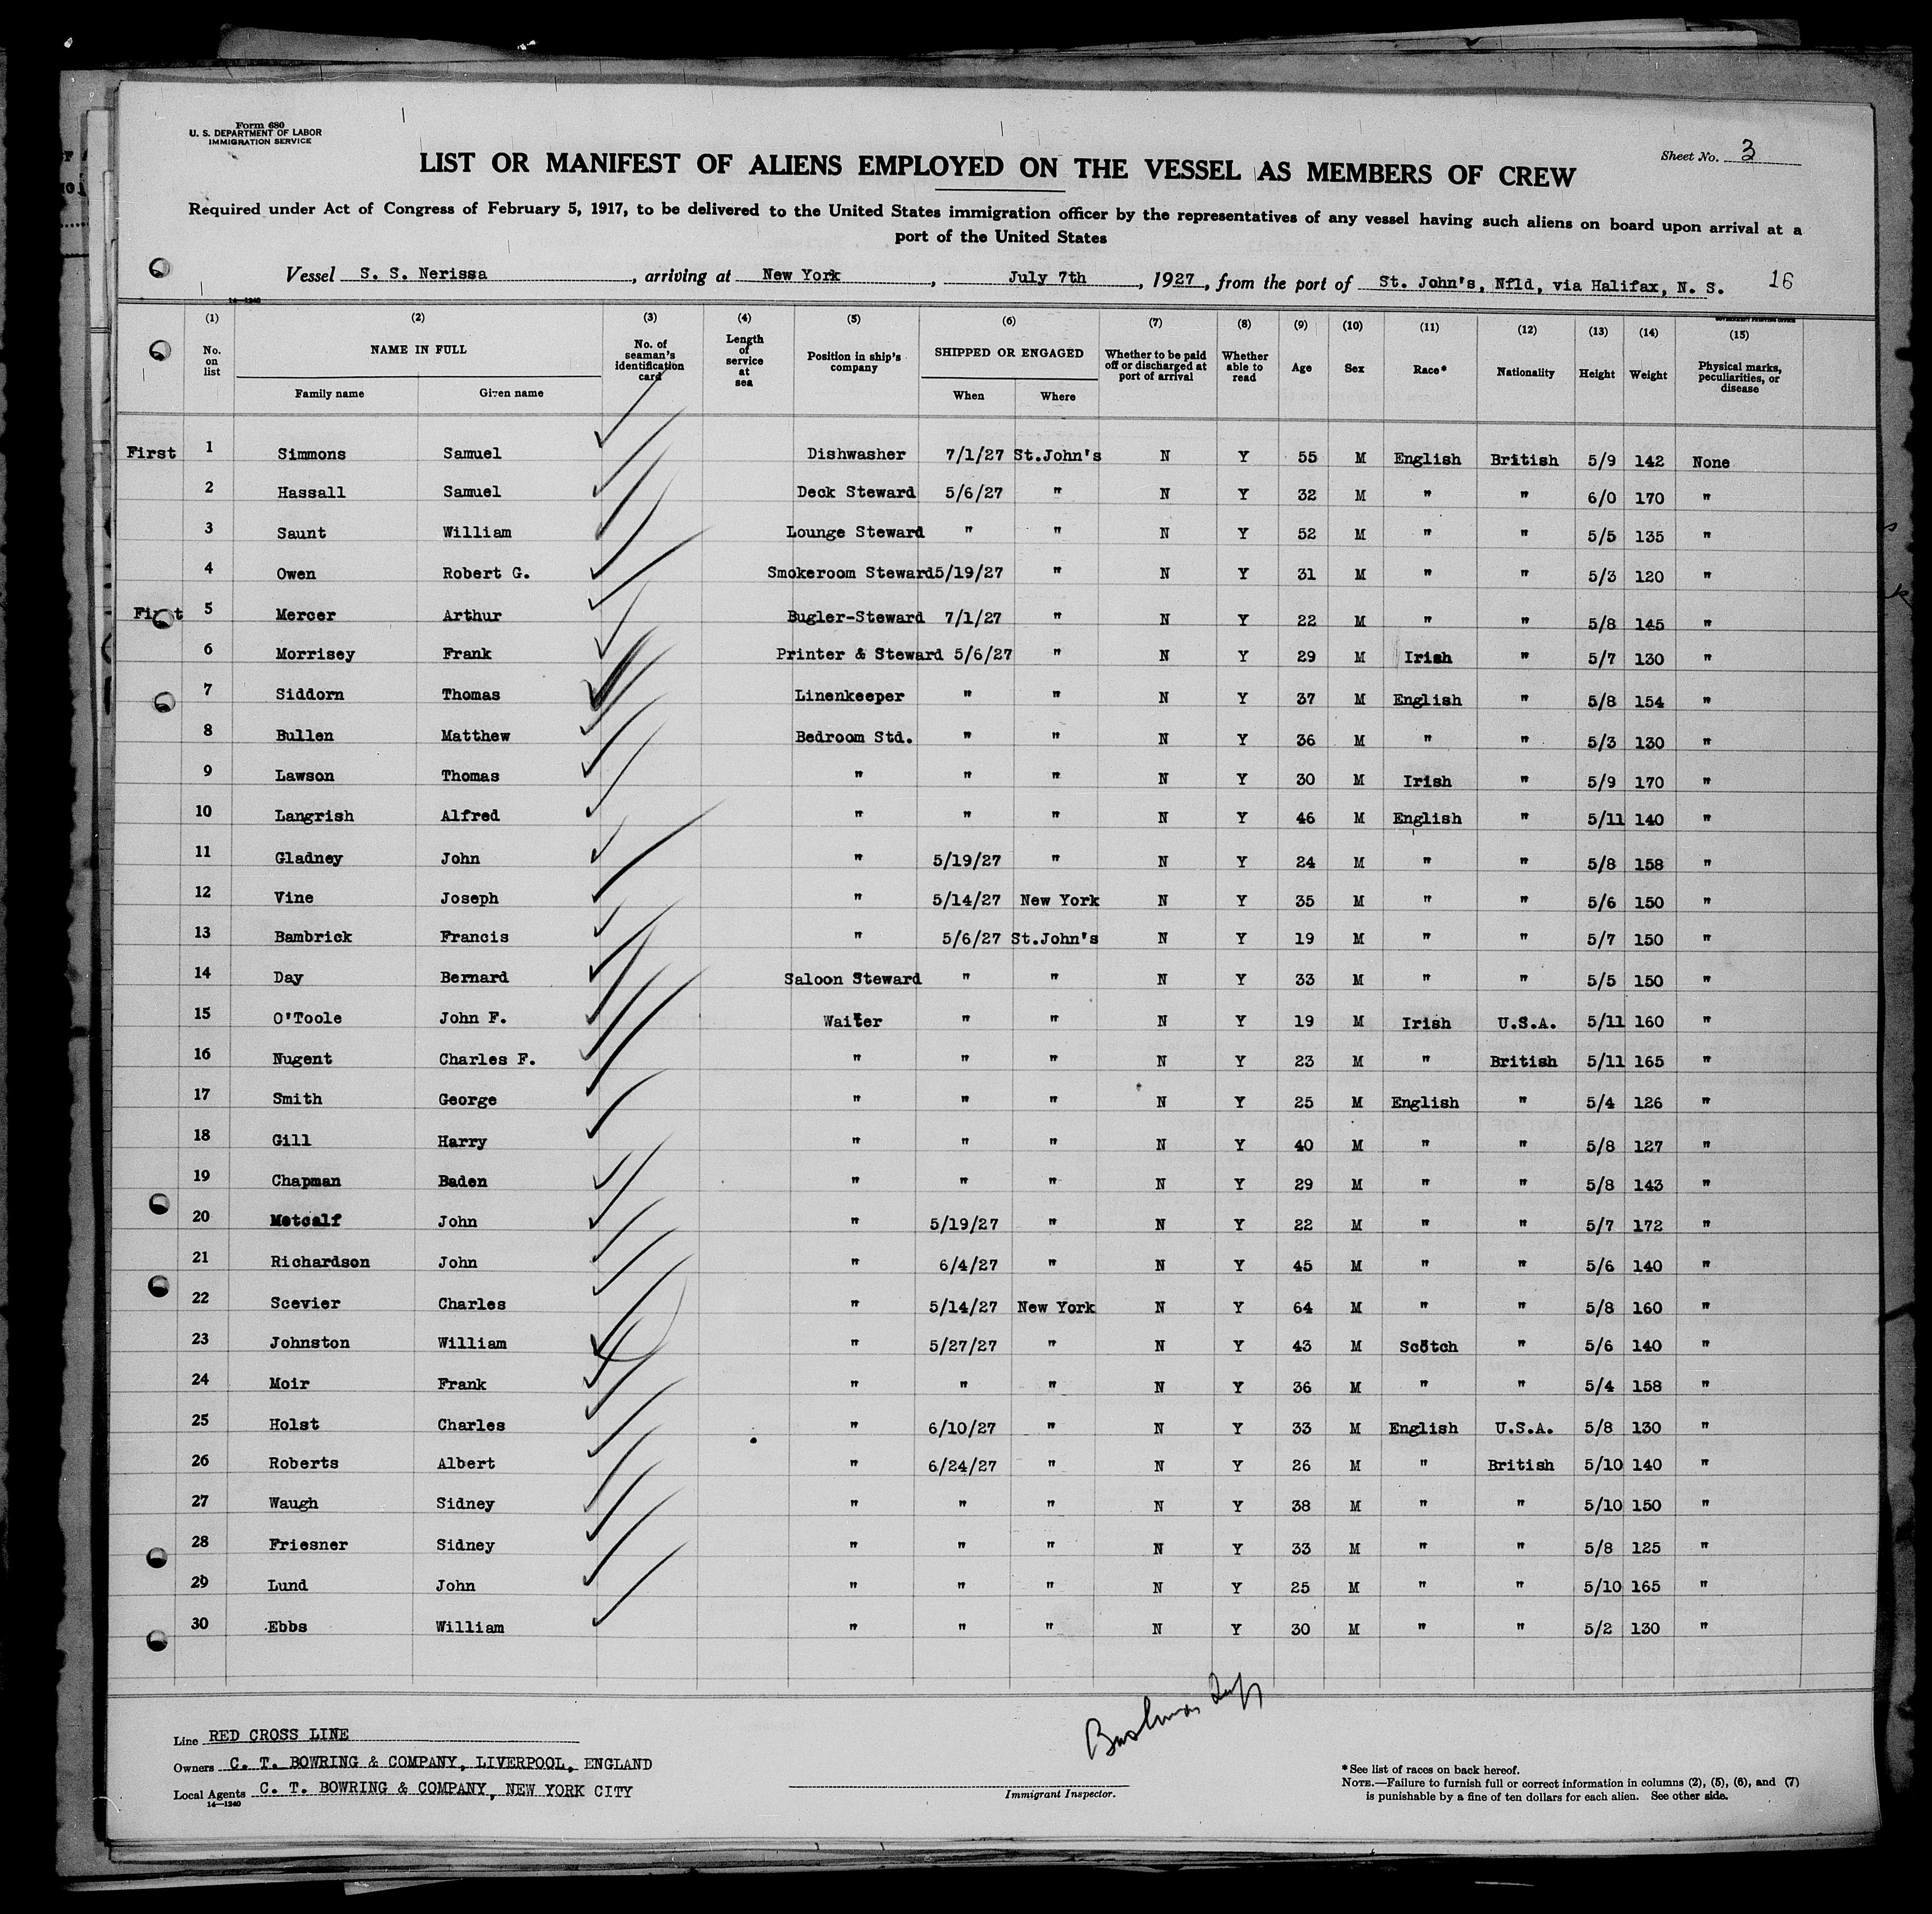 Form 680
U. S. DEPARTMENT OF LABOR
IMMIGRATION SERVICE
Sheet No. 3
LIST OR MANIFEST OF ALIENS EMPLOYED ON THE VESSEL AS MEMBERS OF CREW
Required under Act of Congress of February 5, 1917, to be delivered to the United States immigration officer by the representatives of any vessel having such aliens on board upon arrival at a
port of the United States
Vessel S. S. Nerissa, arriving at New York, July 7th, 1927, from the port of St. John's, Nfld, via Halifax, N. S. 16
14—1240
GOVERNMENT PRINTING OFFICE
(1) (2) (3) (4) (5) (6) (7) (8) (9) (10) (11) (12) (13) (14) (15)
No. on list NAME IN FULL No. of seaman's identification card Length of service at sea Position in ship's company SHIPPED OR ENGAGED Whether to be paid off or discharged at port of arrival Whether able to read Age Sex Race* Nationality Height Weight Physical marks, peculiarities, or disease
Family name Given name When Where
First 1 Simmons Samuel Dishwasher 7/1/27 St.John's N Y 55 M English British 5/9 142 None
2 Hassall Samuel Deck Steward 5/6/27 " N Y 32 M " " 6/0 170 "
3 Saunt William Lounge Steward " " N Y 52 M " " 5/5 135 "
4 Owen Robert G. Smokeroom Steward 5/19/27 " N Y 31 M " " 5/3 120 "
First 5 Mercer Arthur Bugler-Steward 7/1/27 " N Y 22 M " " 5/8 145 "
6 Morrisey Frank Printer & Steward 5/6/27 " N Y 29 M Irish " 5/7 130 "
7 Siddorn Thomas Linenkeeper " " N Y 37 M English " 5/8 154 "
8 Bullen Matthew Bedroom Std. " " N Y 36 M " " 5/3 130 "
9 Lawson Thomas " " " N Y 30 M Irish " 5/9 170 "
10 Langrish Alfred " " " N Y 46 M English " 5/11 140 "
11 Gladney John " 5/19/27 " N Y 24 M " " 5/8 158 "
12 Vine Joseph " 5/14/27 New York N Y 35 M " " 5/6 150 "
13 Bambrick Francis " 5/6/27 St.John's N Y 19 M " " 5/7 150 "
14 Day Bernard Saloon Steward " " N Y 33 M " " 5/5 150 "
15 O'Toole John F. Waiter " " N Y 19 M Irish U.S.A. 5/11 160 "
16 Nugent Charles F. " " " N Y 23 M " British 5/11 165 "
17 Smith George " " " N Y 25 M English " 5/4 126 "
18 Gill Harry " " " N Y 40 M " " 5/8 127 "
19 Chapman Baden " " " N Y 29 M " " 5/8 143 "
20 Metcalf John " 5/19/27 " N Y 22 M " " 5/7 172 "
21 Richardson John " 6/4/27 " N Y 45 M " " 5/6 140 "
22 Scevier Charles " 5/14/27 New York N Y 64 M " " 5/8 160 "
23 Johnston William " 5/27/27 " N Y 43 M Scotch " 5/6 140 "
24 Moir Frank " " " N Y 36 M " " 5/4 158 "
25 Holst Charles " 6/10/27 " N Y 33 M English U.S.A. 5/8 130 "
26 Roberts Albert " 6/24/27 " N Y 26 M " British 5/10 140 "
27 Waugh Sidney " " " N Y 38 M " " 5/10 150 "
28 Friesner Sidney " " " N Y 33 M " " 5/8 125 "
29 Lund John " " " N Y 25 M " " 5/10 165 "
30 Ebbs William " " " N Y 30 M " " 5/2 130 "
Line RED CROSS LINE
Owners C. T. BOWRING & COMPANY, LIVERPOOL, ENGLAND
Local Agents C. T. BOWRING & COMPANY, NEW YORK CITY
14—1240
Immigrant Inspector.
*See list of races on back hereof.
NOTE.—Failure to furnish full or correct information in columns (2), (5), (6), and (7)
is punishable by a fine of ten dollars for each alien. See other side.